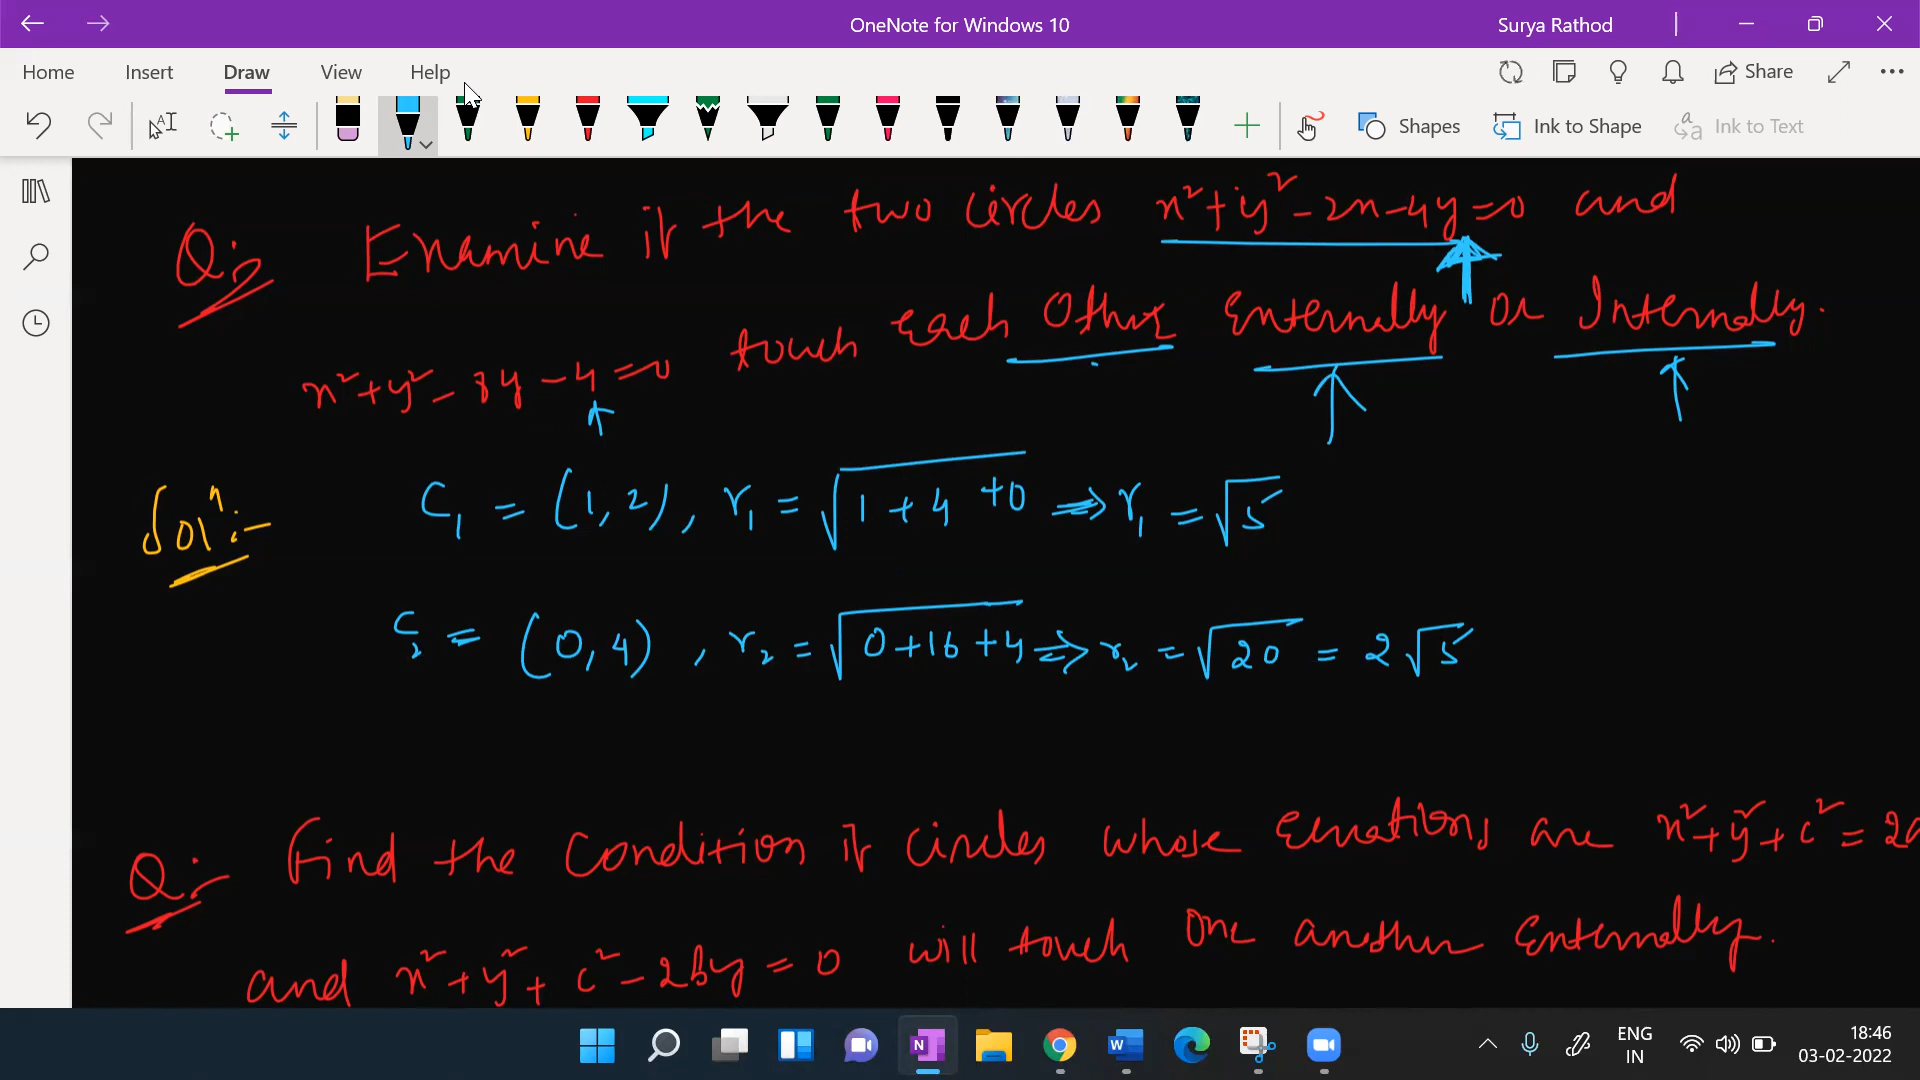 OneNote for Windows 10
Surya Rathod
Home Insert Draw View Help
Share
Shapes Ink to Shape Ink to Text
Q:- Examine if the two circles x²+y²-2x-4y=0 and
x²+y²-8y-4=0 touch each other Externally or Internally.
Solⁿ:- C₁ = (1,2), r₁ = √(1+4+0) ⇒ r₁ = √5
C₂ = (0,4), r₂ = √(0+16+4) ⇒ r₂ = √20 = 2√5
Q:- Find the condition if circles whose equations are x²+y²+c² = 2a
and x²+y²+c²-2by=0 will touch one another Externally.
ENG
IN
18:46
03-02-2022